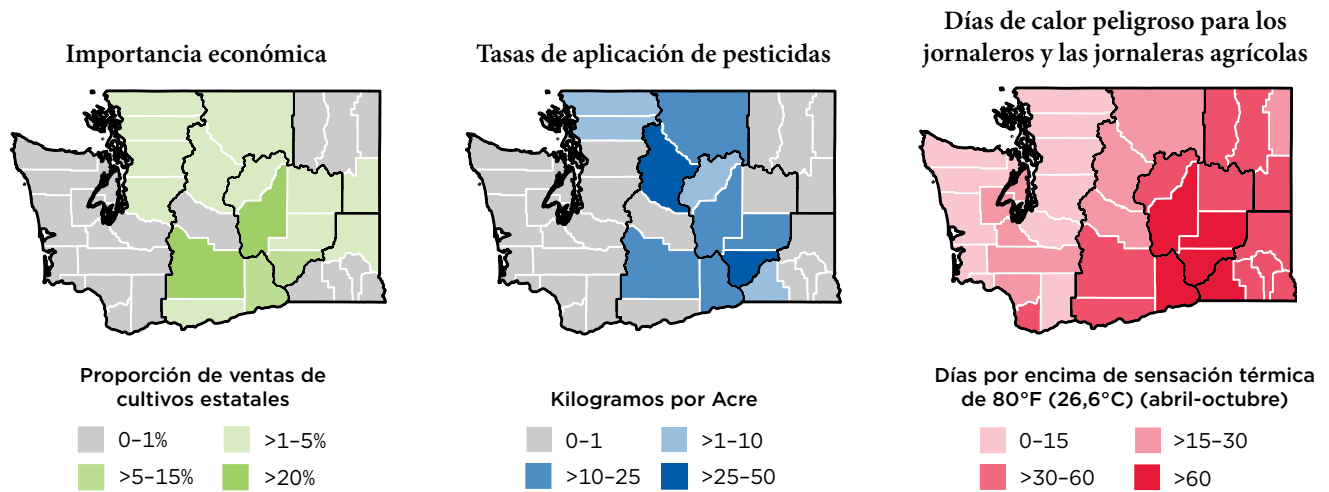 Importancia económica
Proporción de ventas de
cultivos estatales
0–1%
>1–5%
>5–15%
>20%
Tasas de aplicación de pesticidas
Kilogramos por Acre
0–1
>1–10
>10–25
>25–50
Días de calor peligroso para los
jornaleros y las jornaleras agrícolas
Días por encima de sensación térmica
de 80°F (26,6°C) (abril-octubre)
0–15
>15–30
>30–60
>60